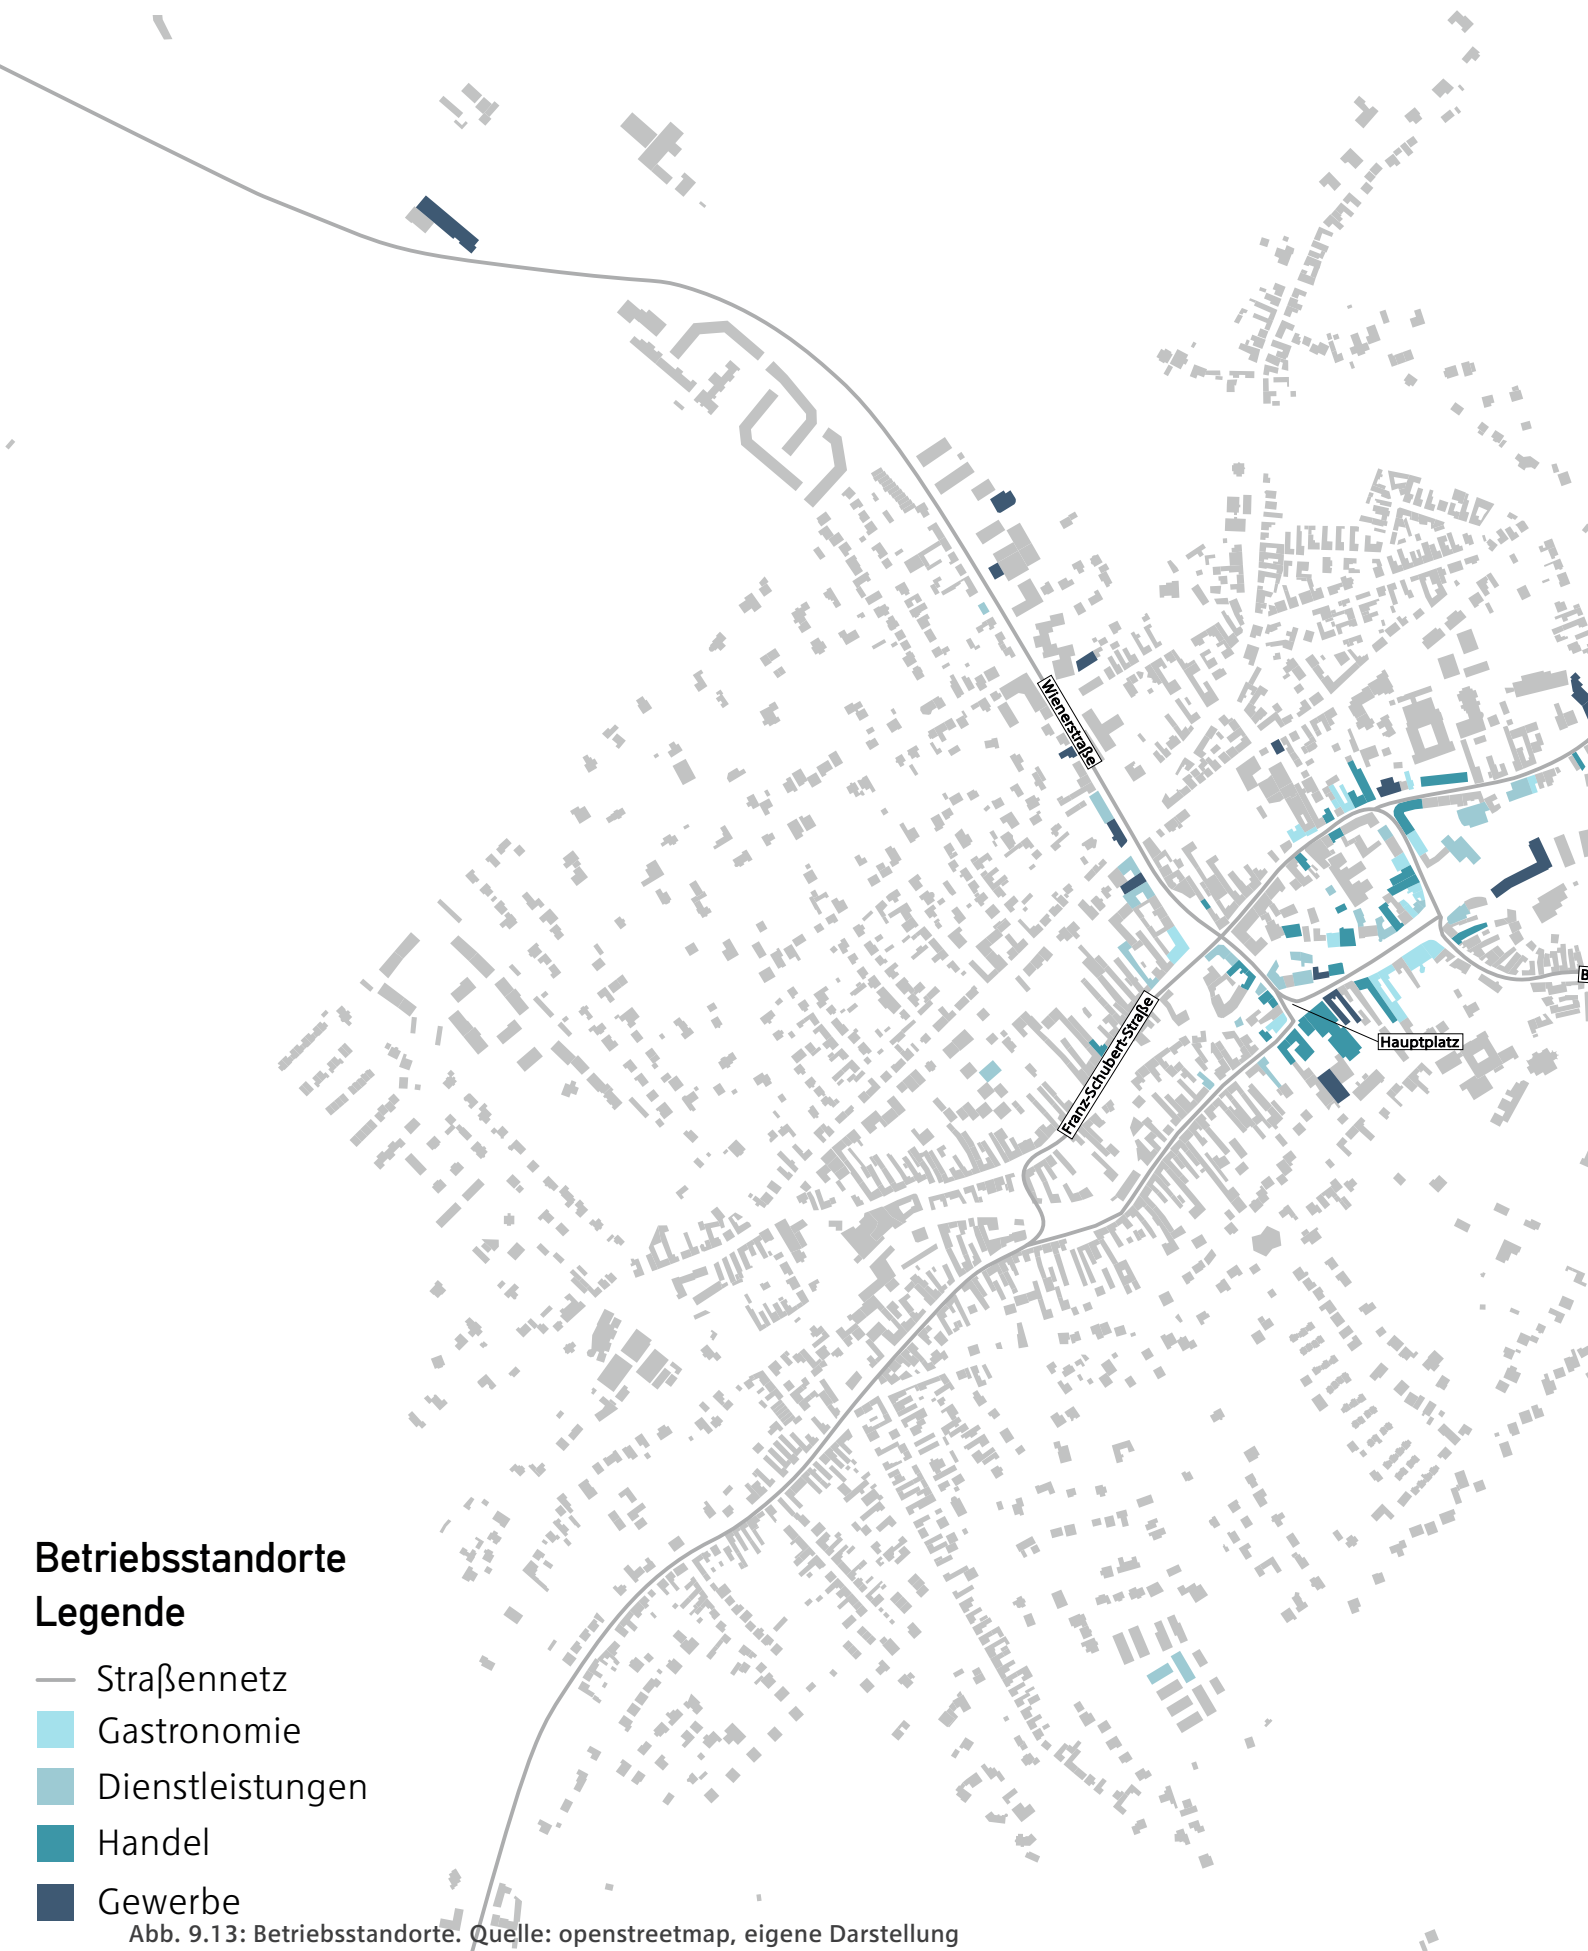 Wienerstraße
B
Franz-Schubert-Straße
Hauptplatz
Betriebsstandorte
Legende
Straßennetz
Gastronomie
Dienstleistungen
Handel
Gewerbe
Abb. 9.13: Betriebsstandorte. Quelle: openstreetmap, eigene Darstellung